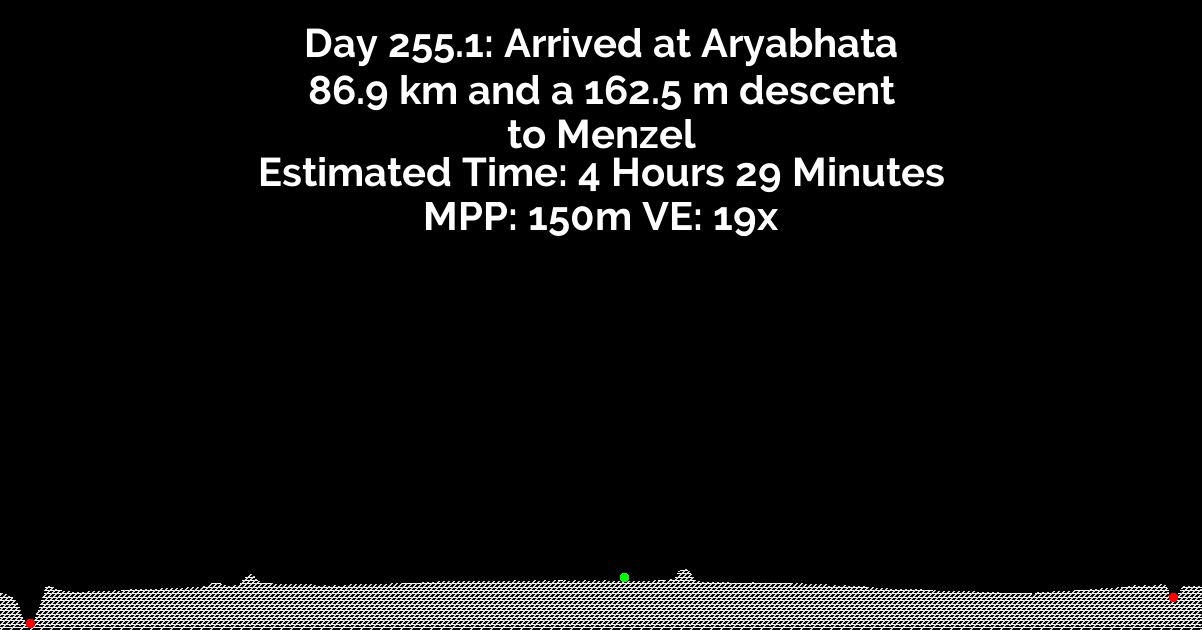 Day 255.1: Arrived at Aryabhata
86.9 km and a 162.5 m descent
to Menzel
Estimated Time: 4 Hours 29 Minutes
MPP: 150m VE: 19x